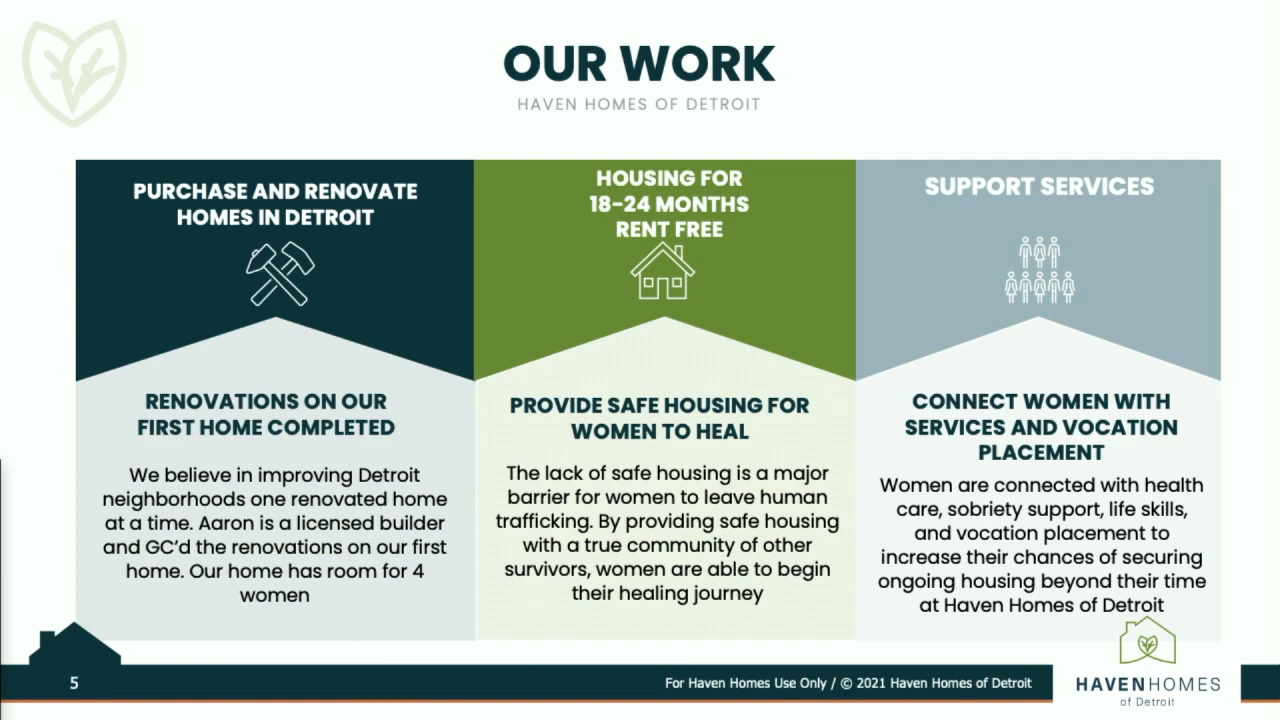 OUR WORK
HAVEN HOMES OF DETROIT
PURCHASE AND RENOVATE
HOMES IN DETROIT
RENOVATIONS ON OUR
FIRST HOME COMPLETED
We believe in improving Detroit
neighborhoods one renovated home
at a time. Aaron is a licensed builder
and GC’d the renovations on our first
home. Our home has room for 4
women
HOUSING FOR
18-24 MONTHS
RENT FREE
PROVIDE SAFE HOUSING FOR
WOMEN TO HEAL
The lack of safe housing is a major
barrier for women to leave human
trafficking. By providing safe housing
with a true community of other
survivors, women are able to begin
their healing journey
SUPPORT SERVICES
CONNECT WOMEN WITH
SERVICES AND VOCATION
PLACEMENT
Women are connected with health
care, sobriety support, life skills,
and vocation placement to
increase their chances of securing
ongoing housing beyond their time
at Haven Homes of Detroit
5
For Haven Homes Use Only / © 2021 Haven Homes of Detroit
HAVENHOMES
of Detroit